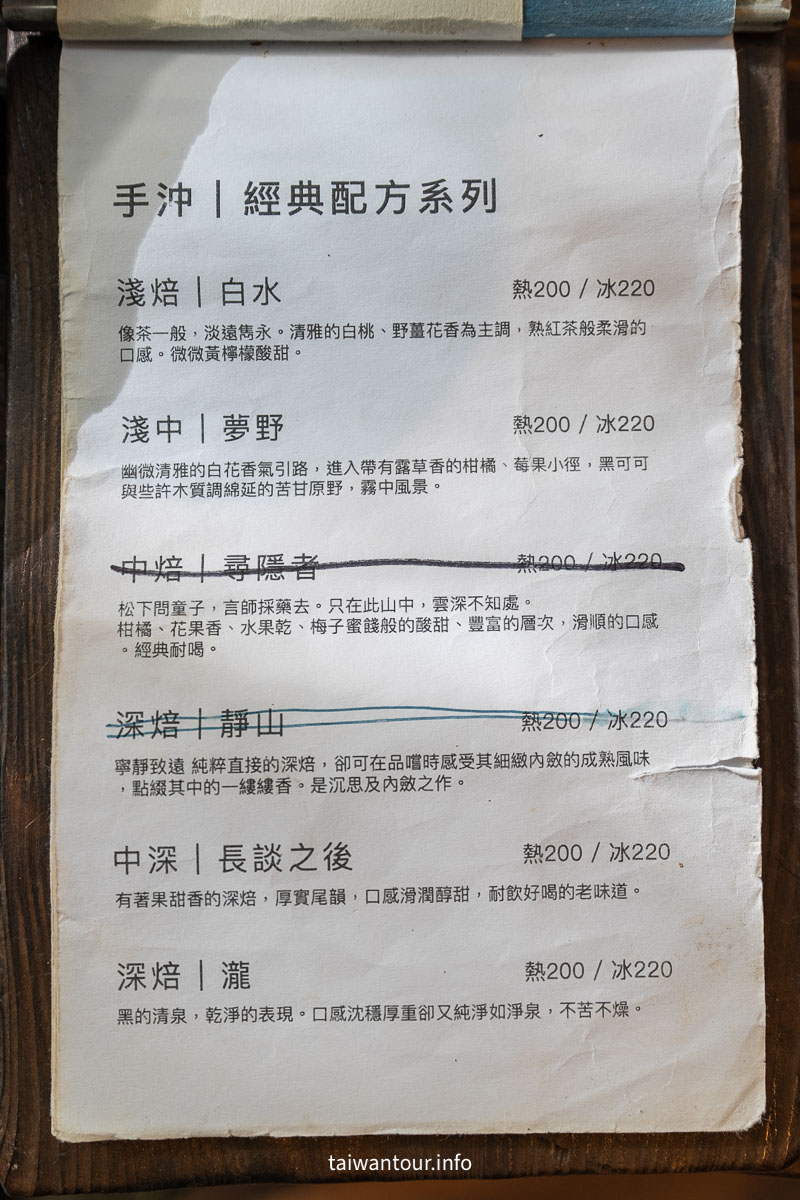 手沖｜經典配方系列
淺焙｜白水 熱200 / 冰220
像茶一般，淡遠雋永。清雅的白桃、野薑花香為主調，熟紅茶般柔滑的
口感。微微黃檸檬酸甜。
淺中｜夢野 熱200 / 冰220
幽微清雅的白花香氣引路，進入帶有露草香的柑橘、莓果小徑，黑可可
與些許木質調綿延的苦甘原野，霧中風景。
中焙｜尋隱者 熱200 / 冰220
松下問童子，言師採藥去。只在此山中，雲深不知處。
柑橘、花果香、水果乾、梅子蜜餞般的酸甜、豐富的層次，滑順的口感
。經典耐喝。
深焙｜靜山 熱200 / 冰220
寧靜致遠 純粹直接的深焙，卻可在品嚐時感受其細緻內斂的成熟風味
，點綴其中的一縷縷香。是沉思及內斂之作。
中深｜長談之後 熱200 / 冰220
有著果甜香的深焙，厚實尾韻，口感滑潤醇甜，耐飲好喝的老味道。
深焙｜瀧 熱200 / 冰220
黑的清泉，乾淨的表現。口感沈穩厚重卻又純淨如淨泉，不苦不燥。
taiwantour.info